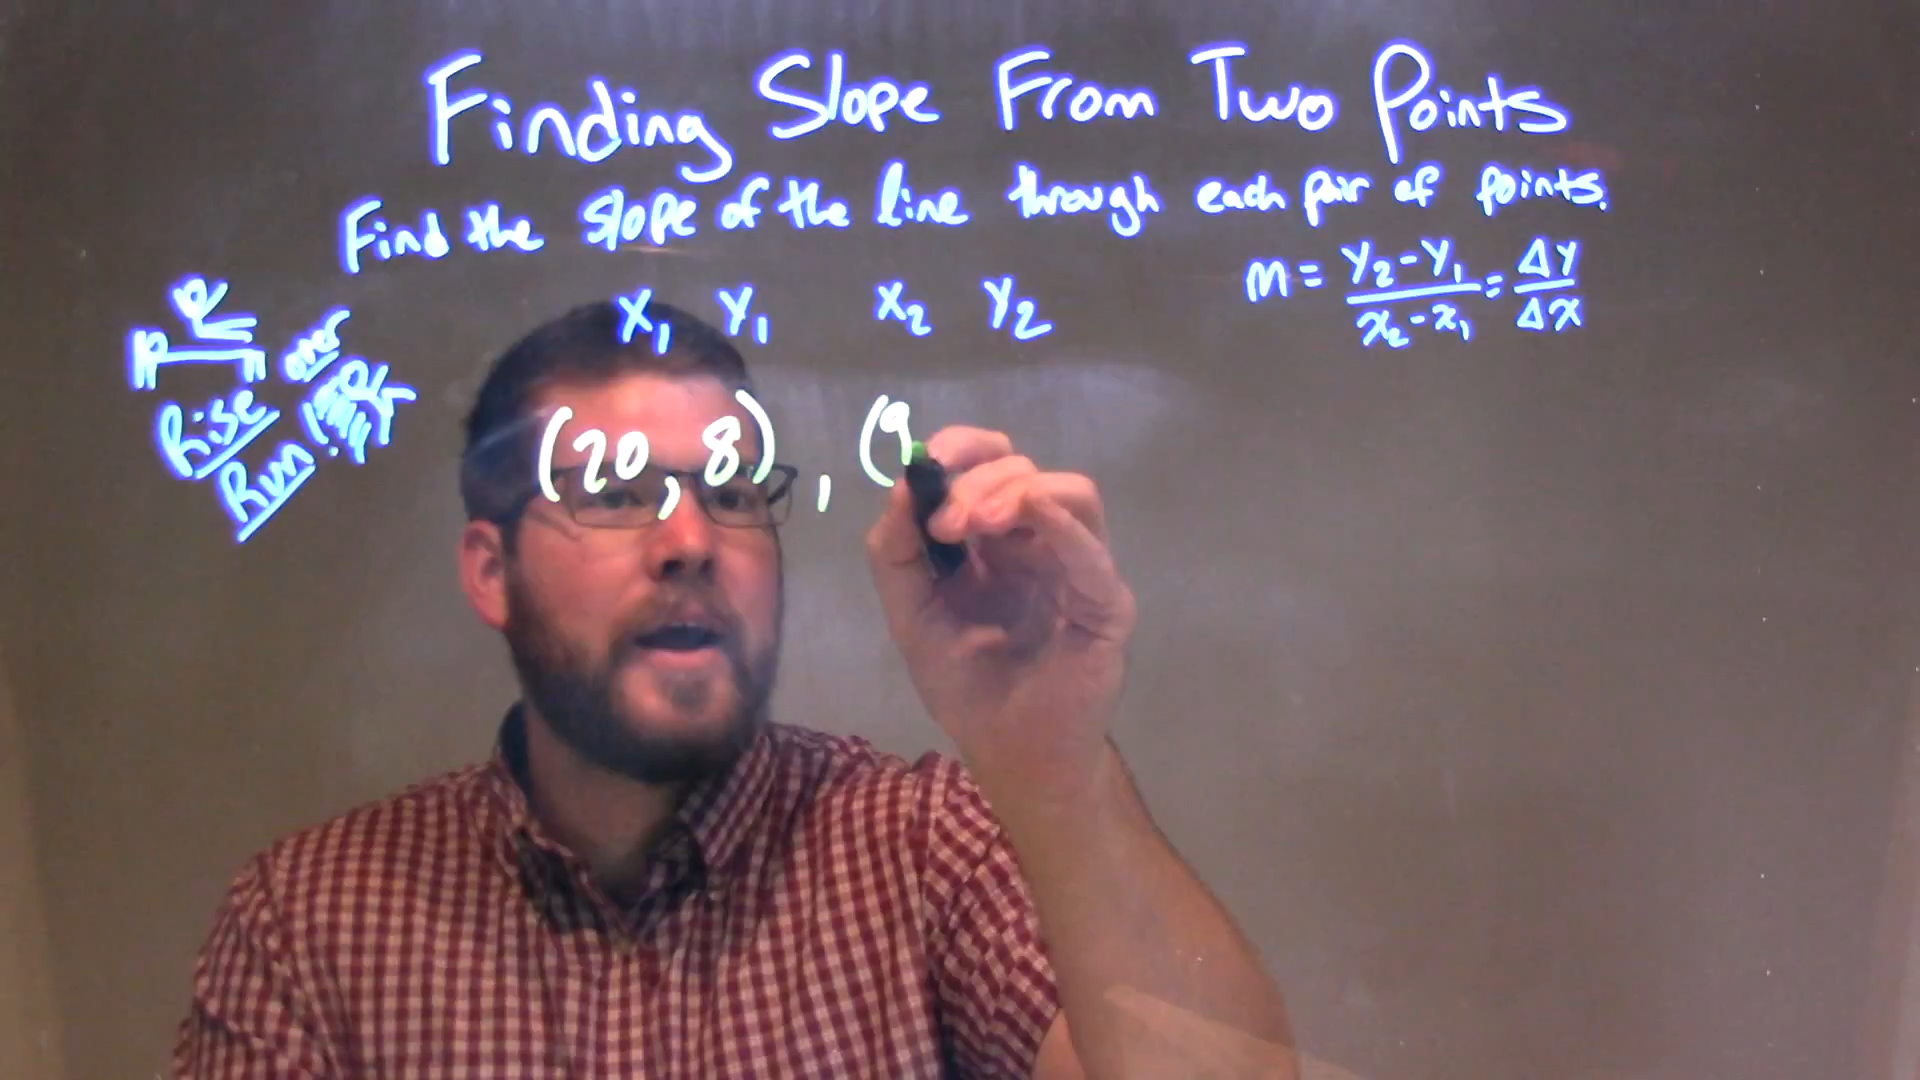 Finding Slope From Two Points
Find the slope of the line through each pair of points.
m = y₂-y₁/x₂-x₁ = Δy/Δx
x₁ y₁ x₂ y₂
over
Rise
Run!
(20,8), (9